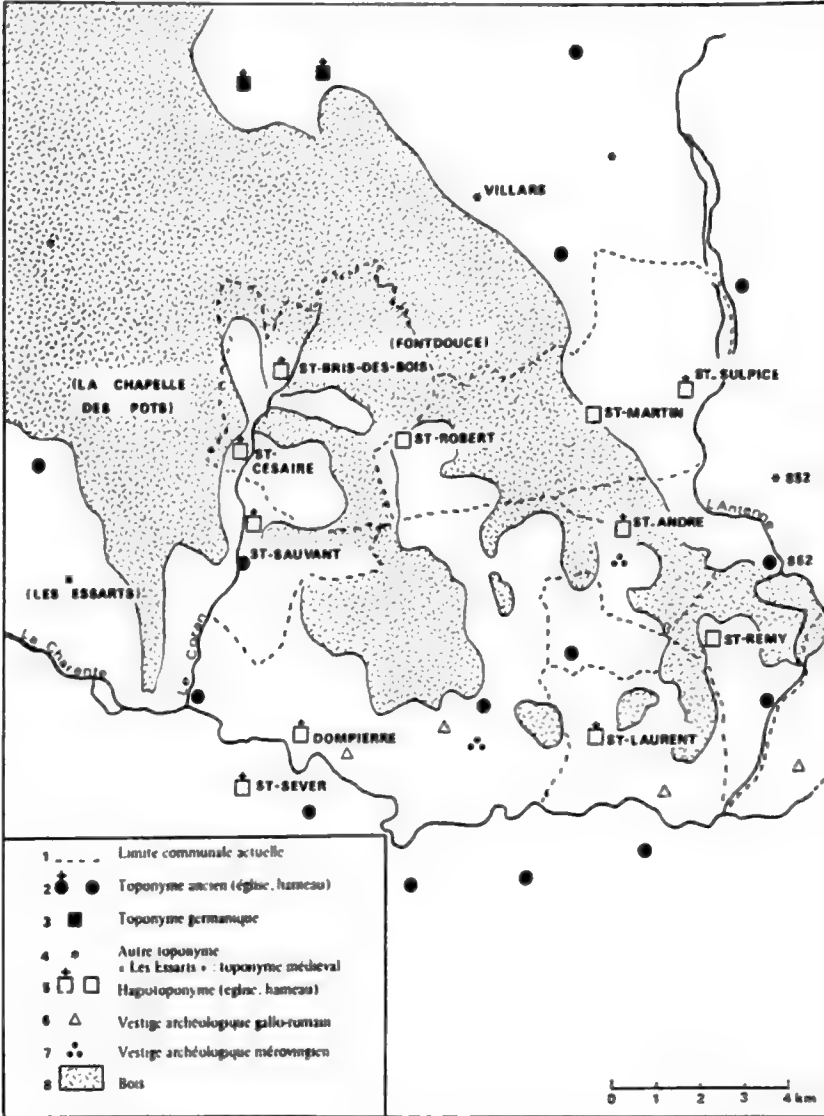 VILLARS
(FONTDOUCE)
ST-BRIS-DES-BOIS
(LA CHAPELLE
DES POTS)
ST-SULPICE
ST-MARTIN
ST-ROBERT
ST-
CESAIRE
852
L'Antenne
ST-ANDRE
ST-SAUVANT
862
(LES ESSARTS)
Le Coran
La Charente
ST-REMY
DOMPIERRE
ST-LAURENT
ST-SEVER
1 Limite communale actuelle
2 Toponyme ancien (église, hameau)
3 Toponyme germanique
4 Autre toponyme
« Les Essarts » : toponyme médiéval
5 Hagiotoponyme (église, hameau)
6 Vestige archéologique gallo-romain
7 Vestige archéologique mérovingien
8 Bois
0 1 2 4 km